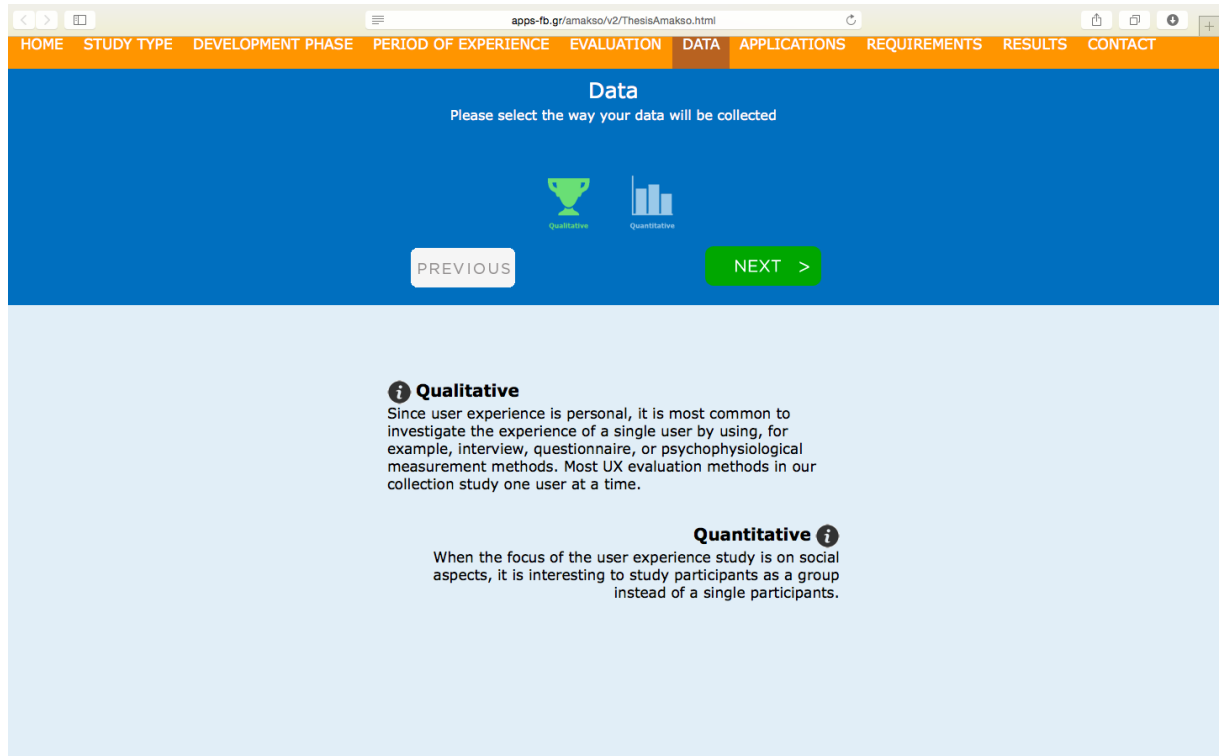 apps-fb.gr/amakso/v2/ThesisAmakso.html
HOME STUDY TYPE DEVELOPMENT PHASE PERIOD OF EXPERIENCE EVALUATION DATA APPLICATIONS REQUIREMENTS RESULTS CONTACT
Data
Please select the way your data will be collected
Qualitative Quantitative
PREVIOUS NEXT >
Qualitative
Since user experience is personal, it is most common to
investigate the experience of a single user by using, for
example, interview, questionnaire, or psychophysiological
measurement methods. Most UX evaluation methods in our
collection study one user at a time.
Quantitative
When the focus of the user experience study is on social
aspects, it is interesting to study participants as a group
instead of a single participants.